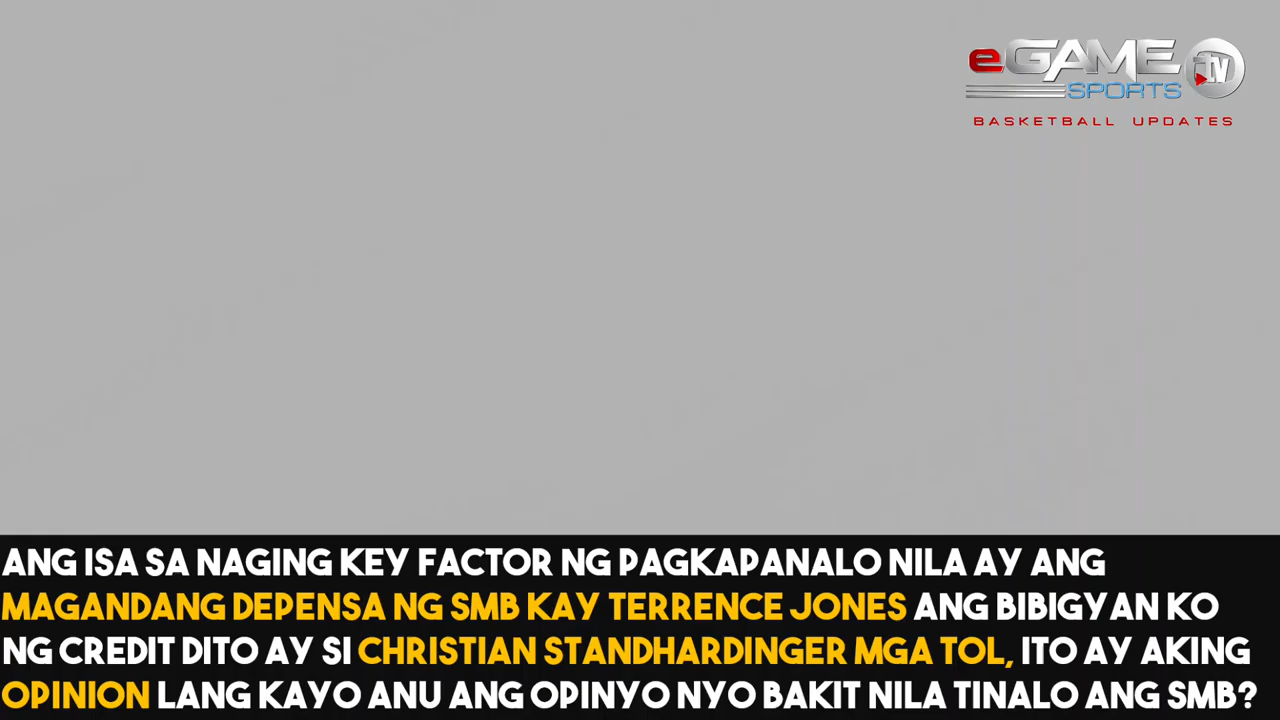 eGAME TV
SPORTS
BASKETBALL UPDATES
ANG ISA SA NAGING KEY FACTOR NG PAGKAPANALO NILA AY ANG
MAGANDANG DEPENSA NG SMB KAY TERRENCE JONES ANG BIBIGYAN KO
NG CREDIT DITO AY SI CHRISTIAN STANDHARDINGER MGA TOL, ITO AY AKING
OPINION LANG KAYO ANU ANG OPINYO NYO BAKIT NILA TINALO ANG SMB?